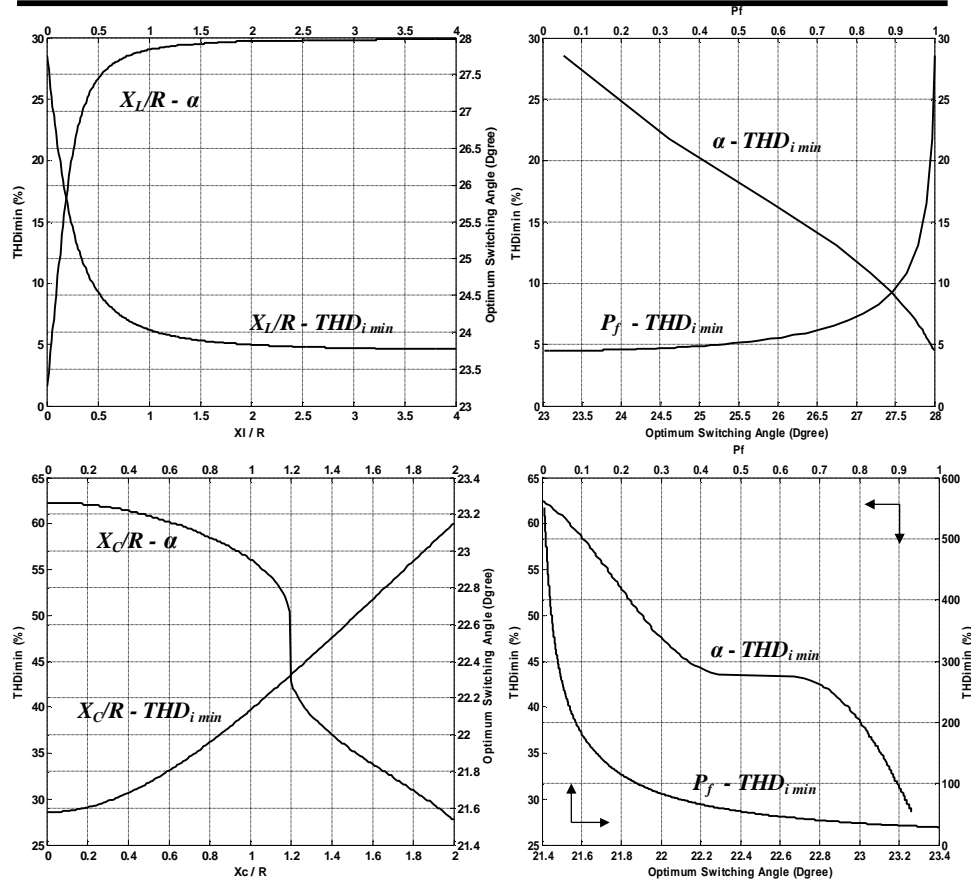 0 0.5 1 1.5 2 2.5 3 3.5 4
30 25 20 15 10 5 0
THDimin (%)
28 27.5 27 26.5 26 25.5 25 24.5 24 23.5 23
Optimum Switching Angle (Dgree)
X_L/R - α
X_L/R - THD_i min
0 0.5 1 1.5 2 2.5 3 3.5 4
Xl / R
Pf
0 0.1 0.2 0.3 0.4 0.5 0.6 0.7 0.8 0.9 1
30 25 20 15 10 5 0
THDimin (%)
30 25 20 15 10 5 0
α - THD_i min
P_f - THD_i min
23 23.5 24 24.5 25 25.5 26 26.5 27 27.5 28
Optimum Switching Angle (Dgree)
0 0.2 0.4 0.6 0.8 1 1.2 1.4 1.6 1.8 2
65 60 55 50 45 40 35 30 25
THDimin (%)
23.4 23.2 23 22.8 22.6 22.4 22.2 22 21.8 21.6 21.4
Optimum Switching Angle (Dgree)
X_C/R - α
X_C/R - THD_i min
0 0.2 0.4 0.6 0.8 1 1.2 1.4 1.6 1.8 2
Xc / R
Pf
0 0.1 0.2 0.3 0.4 0.5 0.6 0.7 0.8 0.9 1
65 60 55 50 45 40 35 30 25
THDimin (%)
600 500 400 300 200 100 0
THDimin (%)
α - THD_i min
P_f - THD_i min
21.4 21.6 21.8 22 22.2 22.4 22.6 22.8 23 23.2 23.4
Optimum Switching Angle (Dgree)